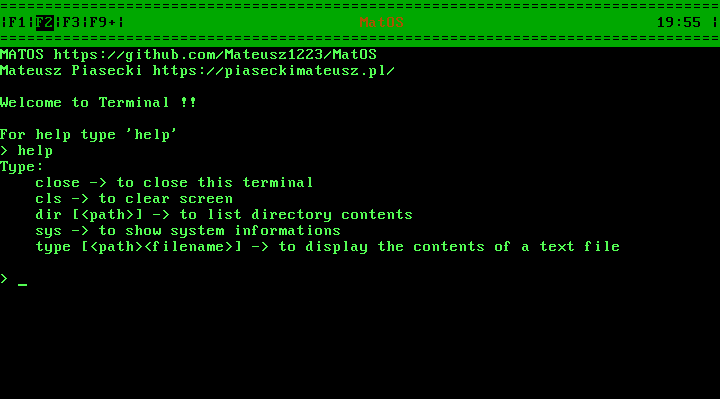 ==================================================================================
|F1|F2|F3|F9+| MatOS 19:55 |
==================================================================================
MATOS https://github.com/Mateusz1223/MatOS
Mateusz Piasecki https://piaseckimateusz.pl/
Welcome to Terminal !!
For help type 'help'
> help
Type:
close -> to close this terminal
cls -> to clear screen
dir [<path>] -> to list directory contents
sys -> to show system informations
type [<path><filename>] -> to display the contents of a text file
> _